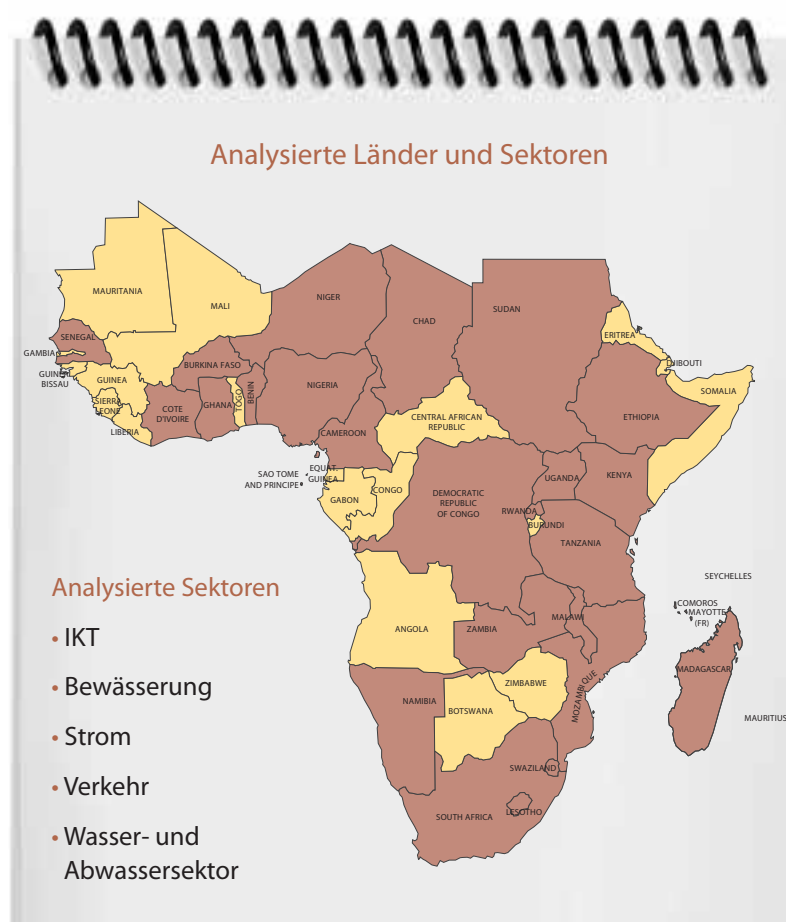 Analysierte Länder und Sektoren
MAURITANIA
MALI
NIGER
CHAD
SUDAN
ERITREA
SENEGAL
GAMBIA
GUINEA
BISSAU
GUINEA
SIERRA
LEONE
LIBERIA
COTE
D'IVOIRE
BURKINA FASO
GHANA
TOGO
BENIN
NIGERIA
CAMEROON
CENTRAL AFRICAN
REPUBLIC
DJIBOUTI
SOMALIA
ETHIOPIA
SAO TOME
AND PRINCIPE
EQUAT.
GUINEA
GABON
CONGO
DEMOCRATIC
REPUBLIC
OF CONGO
UGANDA
KENYA
RWANDA
BURUNDI
TANZANIA
SEYCHELLES
COMOROS
MAYOTTE
(FR)
ANGOLA
ZAMBIA
MALAWI
MOZAMBIQUE
ZIMBABWE
NAMIBIA
BOTSWANA
MADAGASCAR
MAURITIUS
SWAZILAND
LESOTHO
SOUTH AFRICA
Analysierte Sektoren
• IKT
• Bewässerung
• Strom
• Verkehr
• Wasser- und
Abwassersektor